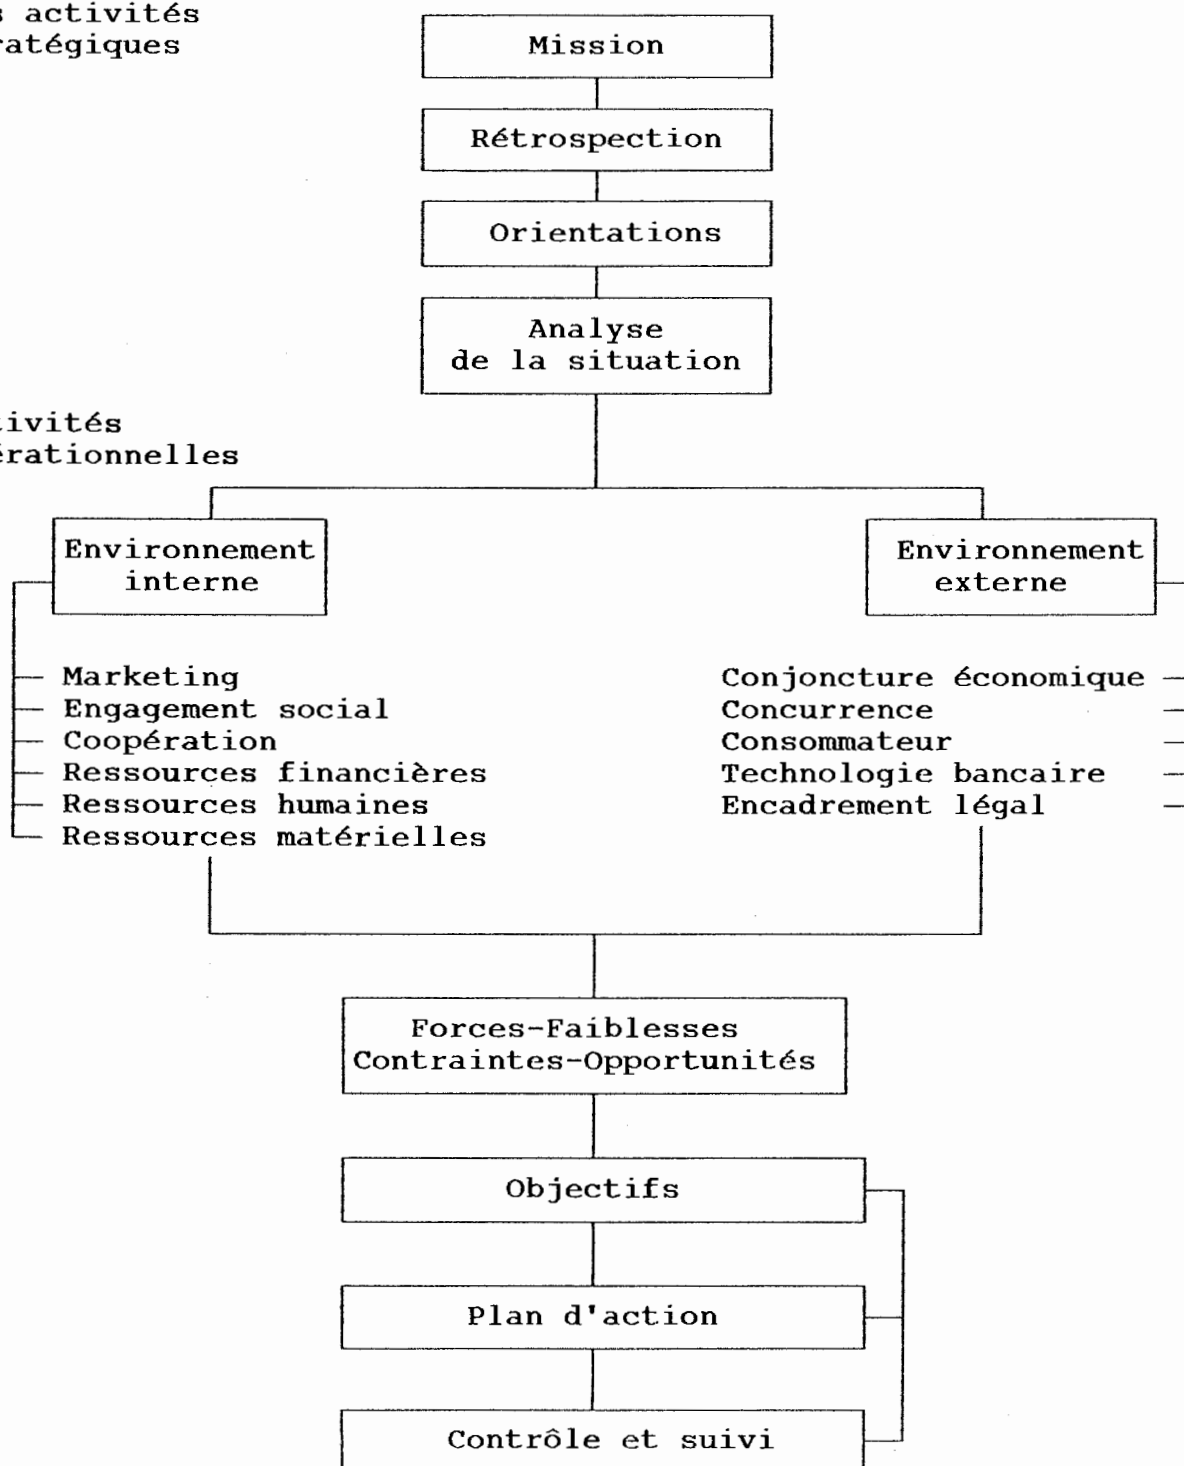 s activités
ratégiques
Mission
Rétrospection
Orientations
Analyse
de la situation
tivités
érationnelles
Environnement
interne
Environnement
externe
Marketing
Engagement social
Coopération
Ressources financières
Ressources humaines
Ressources matérielles
Conjoncture économique
Concurrence
Consommateur
Technologie bancaire
Encadrement légal
Forces-Faiblesses
Contraintes-Opportunités
Objectifs
Plan d'action
Contrôle et suivi